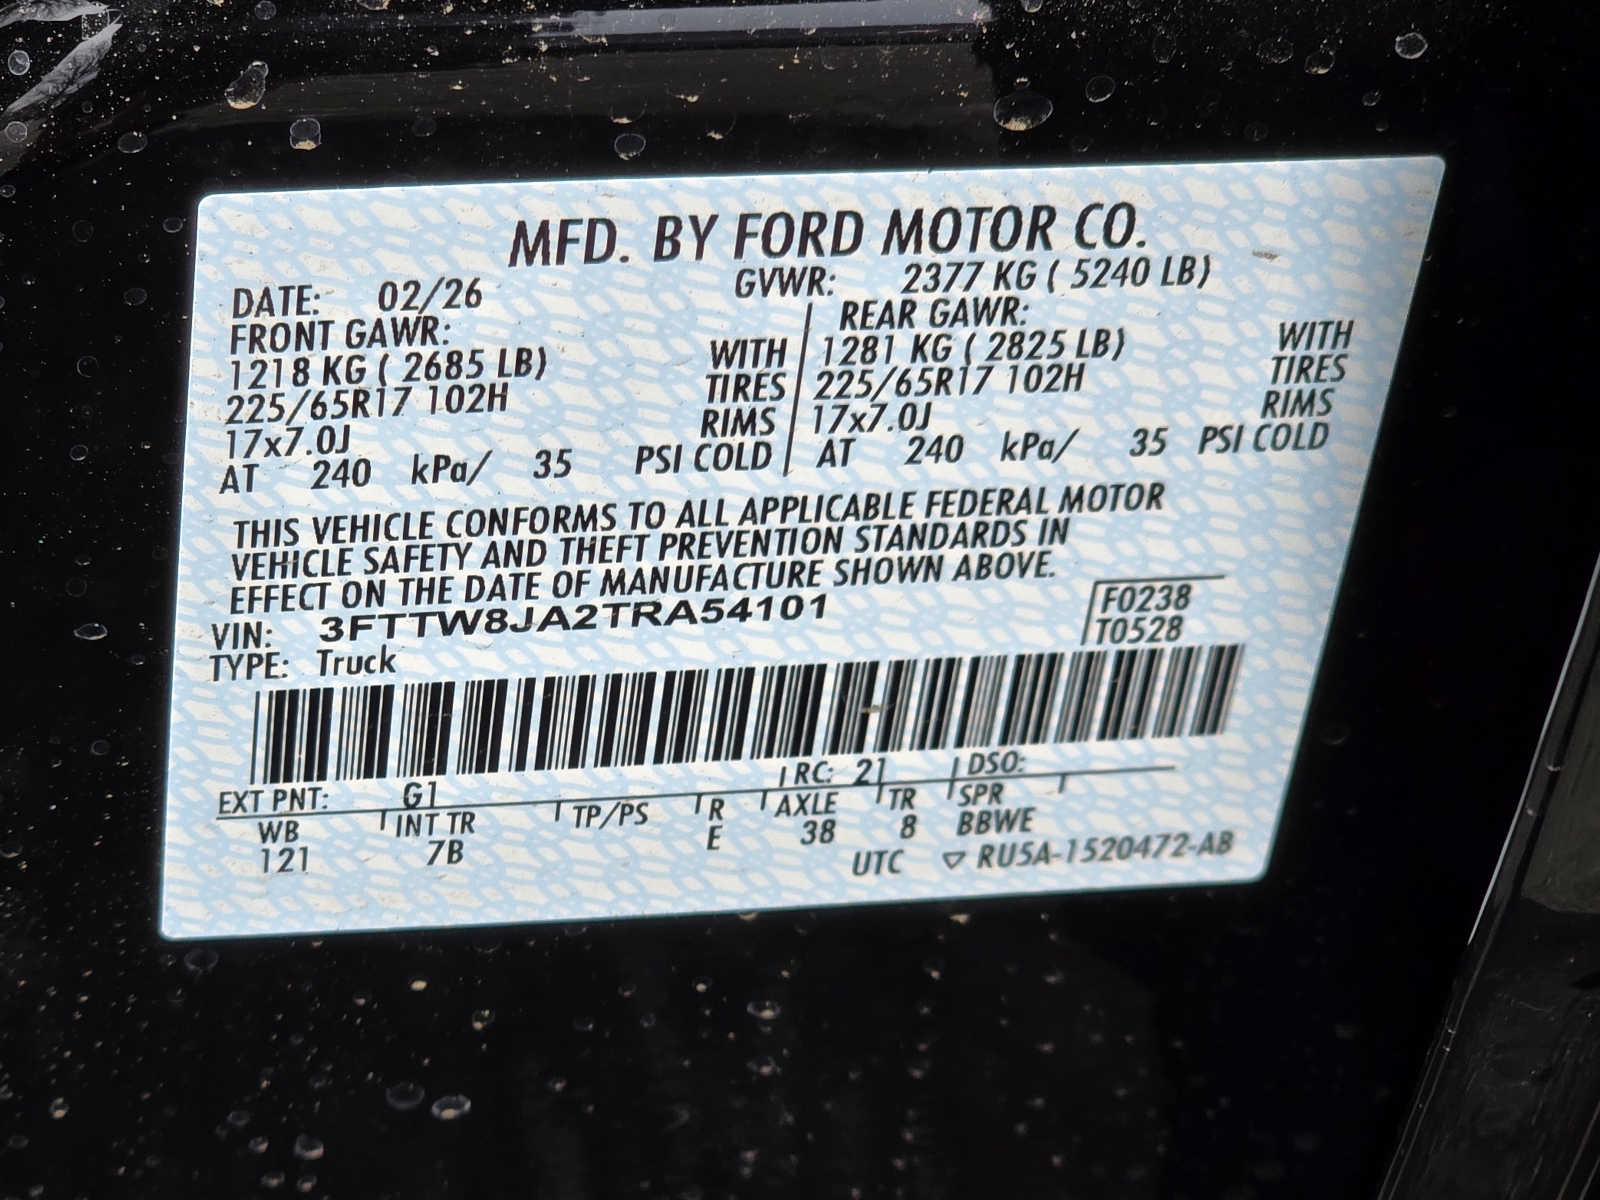 MFD. BY FORD MOTOR CO.
DATE: 02/26 GVWR: 2377 KG ( 5240 LB)
FRONT GAWR: REAR GAWR:
1218 KG ( 2685 LB) WITH 1281 KG ( 2825 LB) WITH
225/65R17 102H TIRES 225/65R17 102H TIRES
17x7.0J RIMS 17x7.0J RIMS
AT 240 kPa/ 35 PSI COLD AT 240 kPa/ 35 PSI COLD
THIS VEHICLE CONFORMS TO ALL APPLICABLE FEDERAL MOTOR
VEHICLE SAFETY AND THEFT PREVENTION STANDARDS IN
EFFECT ON THE DATE OF MANUFACTURE SHOWN ABOVE.
VIN: 3FTTW8JA2TRA54101 F0238
TYPE: Truck T0528
EXT PNT: G1 RC: 21 DSO:
WB INT TR TP/PS R AXLE TR SPR
121 7B E 38 8 BBWE
UTC ▽ RU5A-1520472-AB